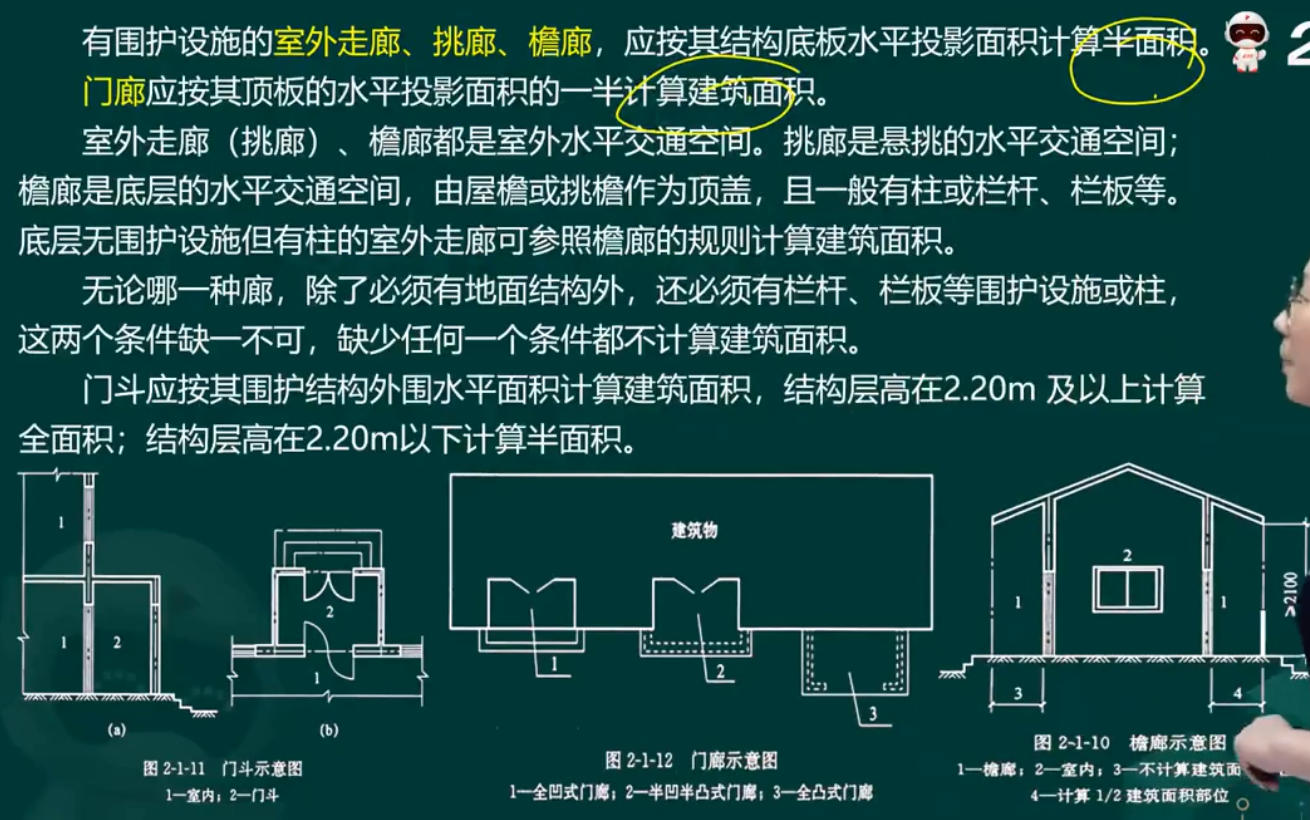 有围护设施的室外走廊、挑廊、檐廊，应按其结构底板水平投影面积计算半面积。
2
门廊应按其顶板的水平投影面积的一半计算建筑面积。
室外走廊（挑廊）、檐廊都是室外水平交通空间。挑廊是悬挑的水平交通空间；
檐廊是底层的水平交通空间，由屋檐或挑檐作为顶盖，且一般有柱或栏杆、栏板等。
底层无围护设施但有柱的室外走廊可参照檐廊的规则计算建筑面积。
无论哪一种廊，除了必须有地面结构外，还必须有栏杆、栏板等围护设施或柱，
这两个条件缺一不可，缺少任何一个条件都不计算建筑面积。
门斗应按其围护结构外围水平面积计算建筑面积，结构层高在2.20m 及以上计算
全面积；结构层高在2.20m以下计算半面积。
1
1
2
(a)
2
1
(b)
图 2-1-11 门斗示意图
1—室内；2—门斗
建筑物
1
2
3
图 2-1-12 门廊示意图
1—全凹式门廊；2—半凹半凸式门廊；3—全凸式门廊
2
1
1
>2100
3
4
图 2-1-10 檐廊示意图
1—檐廊；2—室内；3—不计算建筑面
4—计算 1/2 建筑面积部位